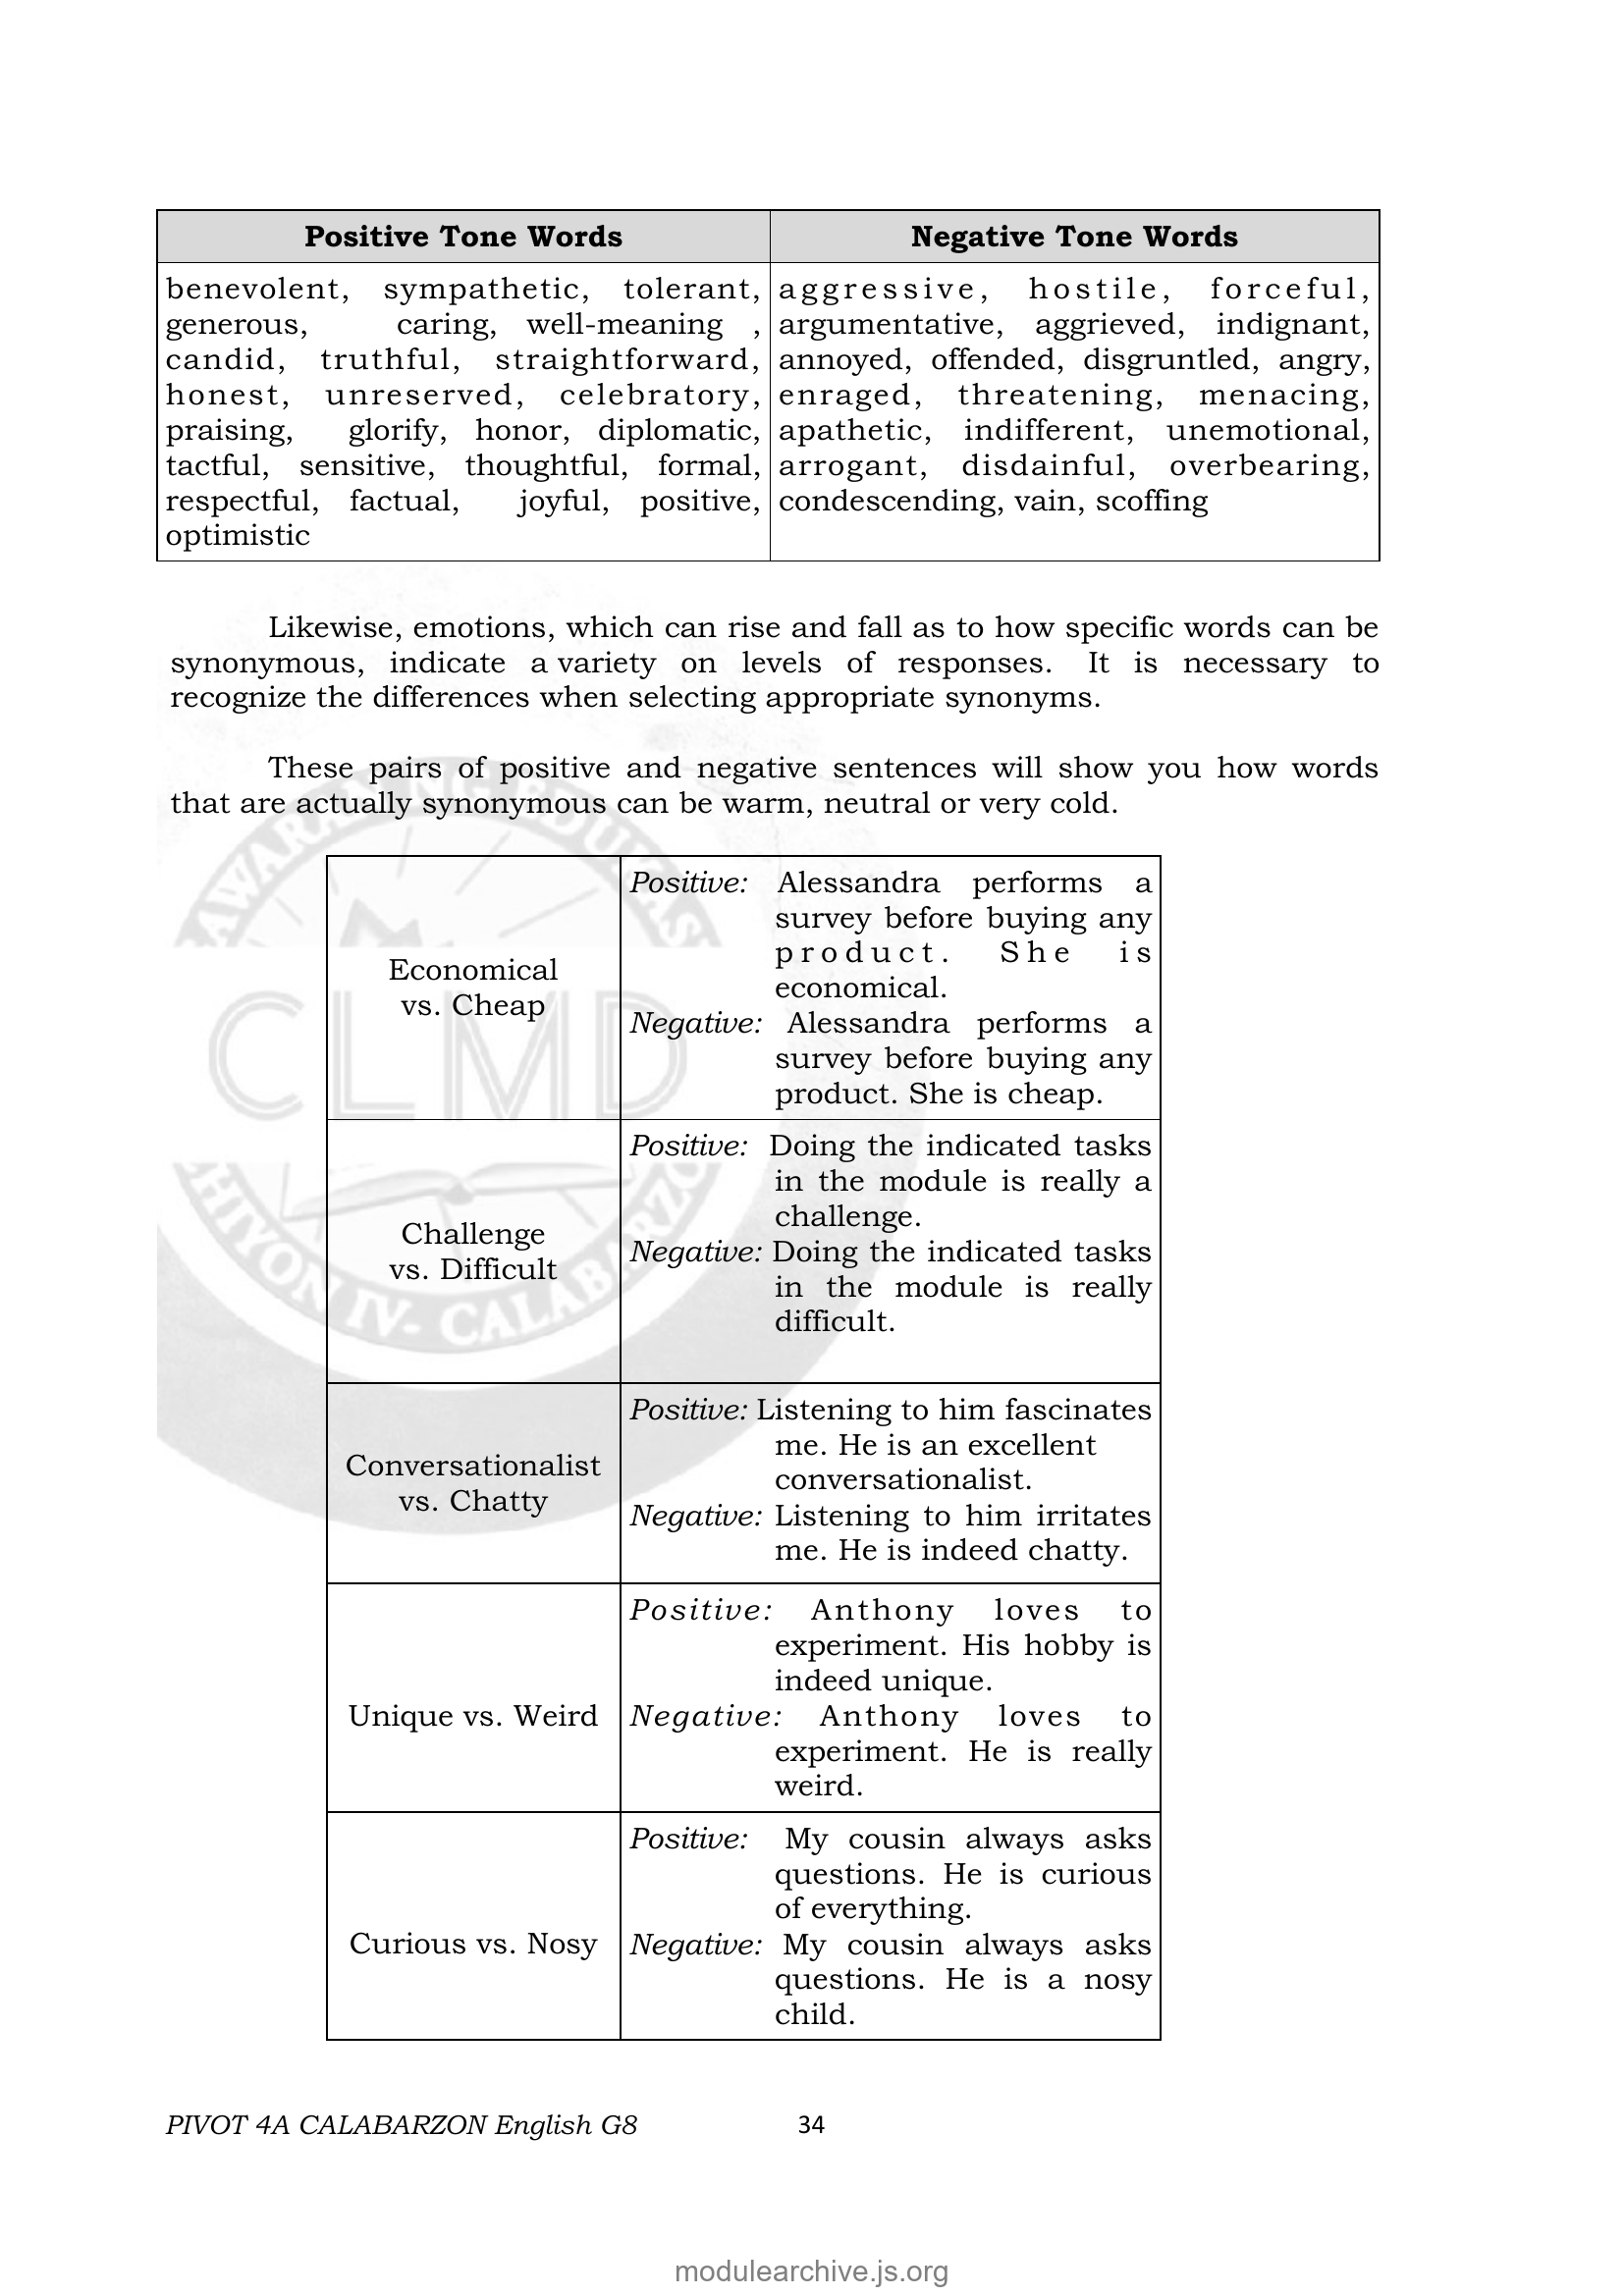 Positive Tone Words
Negative Tone Words
benevolent, sympathetic, tolerant,
generous, caring, well-meaning ,
candid, truthful, straightforward,
honest, unreserved, celebratory,
praising, glorify, honor, diplomatic,
tactful, sensitive, thoughtful, formal,
respectful, factual, joyful, positive,
optimistic
aggressive, hostile, forceful,
argumentative, aggrieved, indignant,
annoyed, offended, disgruntled, angry,
enraged, threatening, menacing,
apathetic, indifferent, unemotional,
arrogant, disdainful, overbearing,
condescending, vain, scoffing
Likewise, emotions, which can rise and fall as to how specific words can be
synonymous, indicate a variety on levels of responses. It is necessary to
recognize the differences when selecting appropriate synonyms.
These pairs of positive and negative sentences will show you how words
that are actually synonymous can be warm, neutral or very cold.
Economical
vs. Cheap
Positive: Alessandra performs a
survey before buying any
product. She is
economical.
Negative: Alessandra performs a
survey before buying any
product. She is cheap.
Challenge
vs. Difficult
Positive: Doing the indicated tasks
in the module is really a
challenge.
Negative: Doing the indicated tasks
in the module is really
difficult.
Conversationalist
vs. Chatty
Positive: Listening to him fascinates
me. He is an excellent
conversationalist.
Negative: Listening to him irritates
me. He is indeed chatty.
Unique vs. Weird
Positive: Anthony loves to
experiment. His hobby is
indeed unique.
Negative: Anthony loves to
experiment. He is really
weird.
Curious vs. Nosy
Positive: My cousin always asks
questions. He is curious
of everything.
Negative: My cousin always asks
questions. He is a nosy
child.
CLMD
IV- CALABARZO
PIVOT 4A CALABARZON English G8
34
modulearchive.js.org